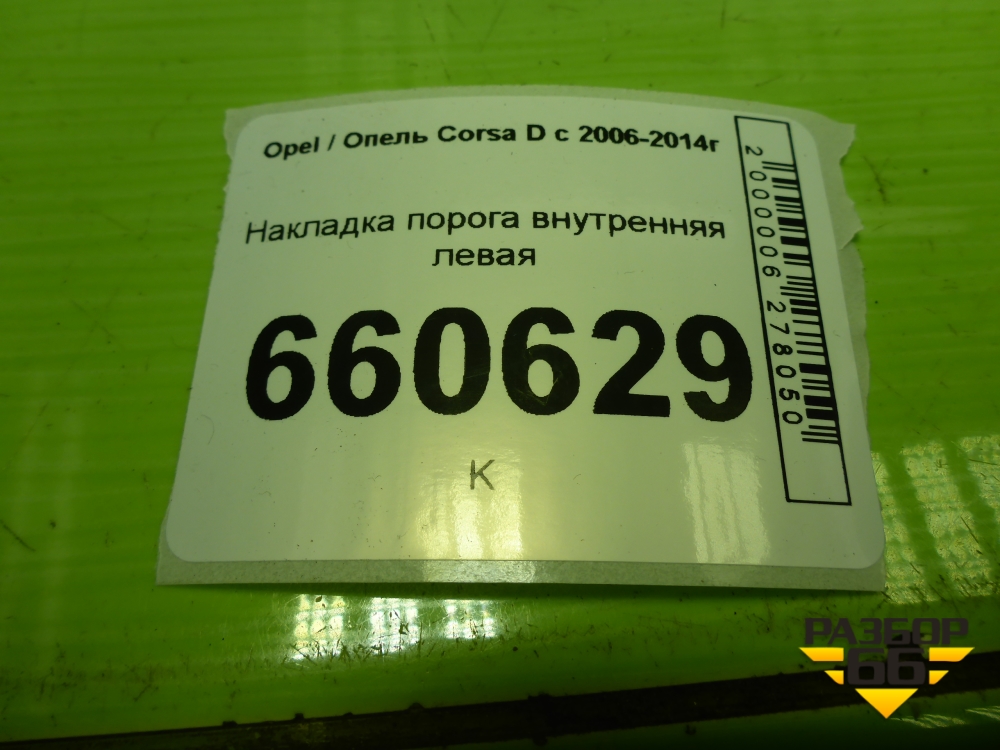 Opel / Опель Corsa D с 2006-2014г
Накладка порога внутренняя
левая
660629
К
2000006278050
РАЗБОР
66